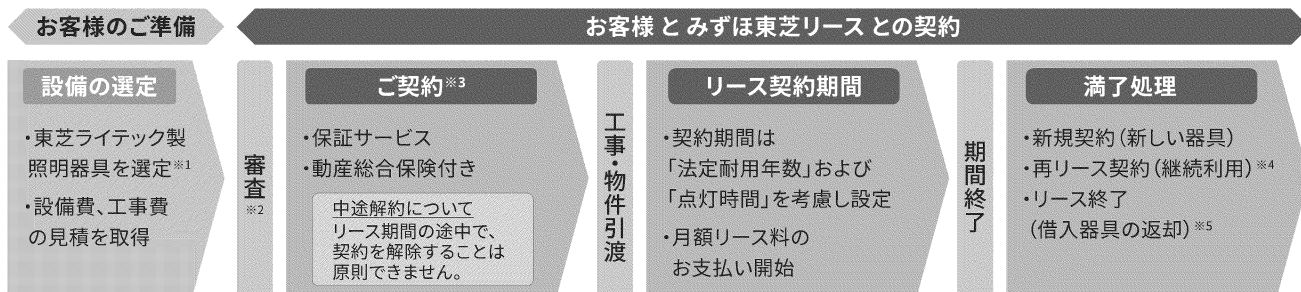 お客様のご準備
お客様 と みずほ東芝リース との契約
設備の選定
・東芝ライテック製
照明器具を選定※1
・設備費、工事費
の見積を取得
審査※2
ご契約※3
・保証サービス
・動産総合保険付き
中途解約について
リース期間の途中で、
契約を解除することは
原則できません。
工事・物件引渡
リース契約期間
・契約期間は
「法定耐用年数」および
「点灯時間」を考慮し設定
・月額リース料の
お支払い開始
期間終了
満了処理
・新規契約（新しい器具）
・再リース契約（継続利用）※4
・リース終了
（借入器具の返却）※5